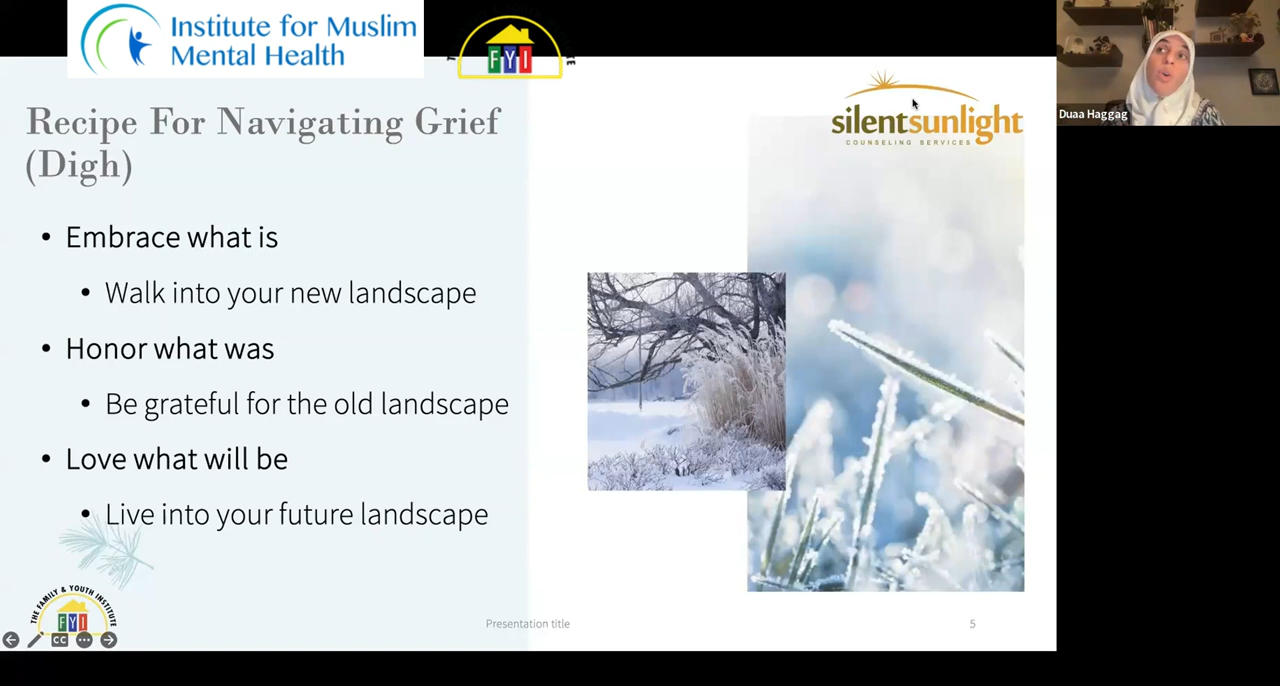 Institute for Muslim
Mental Health
FYI
Duaa Haggag
Recipe For Navigating Grief
(Digh)
silentsunlight
COUNSELING SERVICES
• Embrace what is
• Walk into your new landscape
• Honor what was
• Be grateful for the old landscape
• Love what will be
• Live into your future landscape
THE FAMILY & YOUTH INSTITUTE
FYI
CC
Presentation title
5